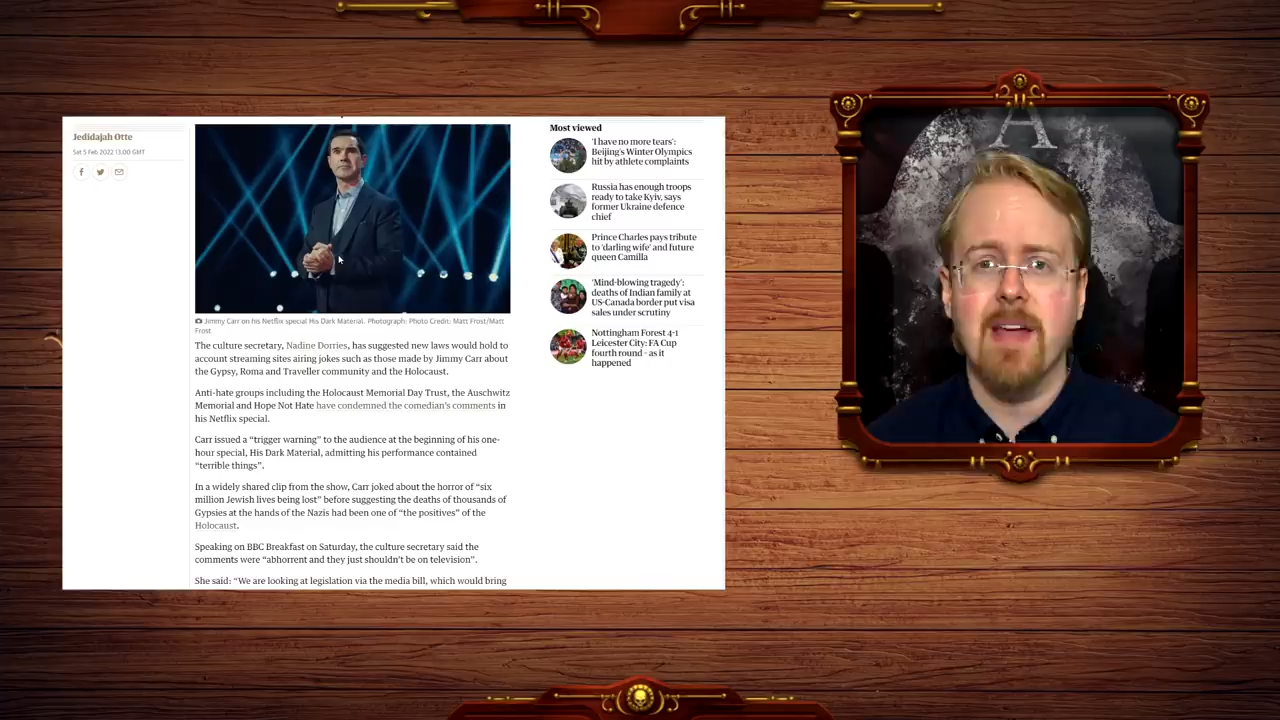 A
Jedidajah Otte
Sat 5 Feb 2022 13.00 GMT
Jimmy Carr on his Netflix special His Dark Material. Photograph: Photo Credit: Matt Frost/Matt
Frost
The culture secretary, Nadine Dorries, has suggested new laws would hold to
account streaming sites airing jokes such as those made by Jimmy Carr about
the Gypsy, Roma and Traveller community and the Holocaust.
Anti-hate groups including the Holocaust Memorial Day Trust, the Auschwitz
Memorial and Hope Not Hate have condemned the comedian's comments in
his Netflix special.
Carr issued a “trigger warning” to the audience at the beginning of his one-
hour special, His Dark Material, admitting his performance contained
“terrible things”.
In a widely shared clip from the show, Carr joked about the horror of “six
million Jewish lives being lost” before suggesting the deaths of thousands of
Gypsies at the hands of the Nazis had been one of “the positives” of the
Holocaust.
Speaking on BBC Breakfast on Saturday, the culture secretary said the
comments were “abhorrent and they just shouldn't be on television”.
She said: “We are looking at legislation via the media bill, which would bring
Most viewed
'I have no more tears':
Beijing's Winter Olympics
hit by athlete complaints
Russia has enough troops
ready to take Kyiv, says
former Ukraine defence
chief
Prince Charles pays tribute
to 'darling wife' and future
queen Camilla
'Mind-blowing tragedy':
deaths of Indian family at
US-Canada border put visa
sales under scrutiny
Nottingham Forest 4-1
Leicester City: FA Cup
fourth round – as it
happened